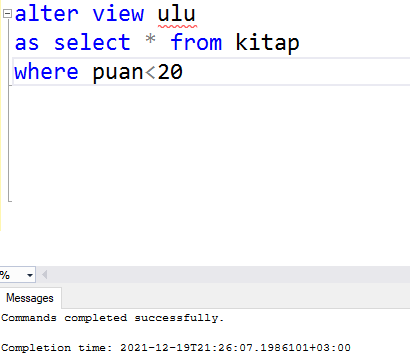 alter view ulu
as select * from kitap
where puan<20
%
Messages
Commands completed successfully.
Completion time: 2021-12-19T21:26:07.1986101+03:00